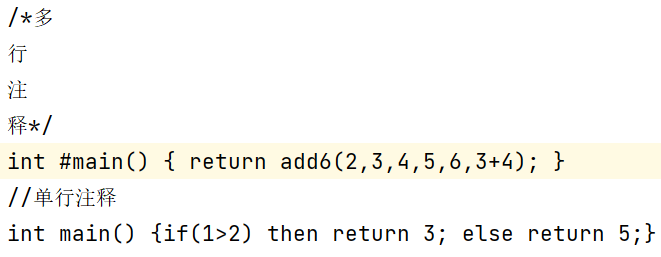 /*多
行
注
释*/
int #main() { return add6(2,3,4,5,6,3+4); }
//单行注释
int main() {if(1>2) then return 3; else return 5;}